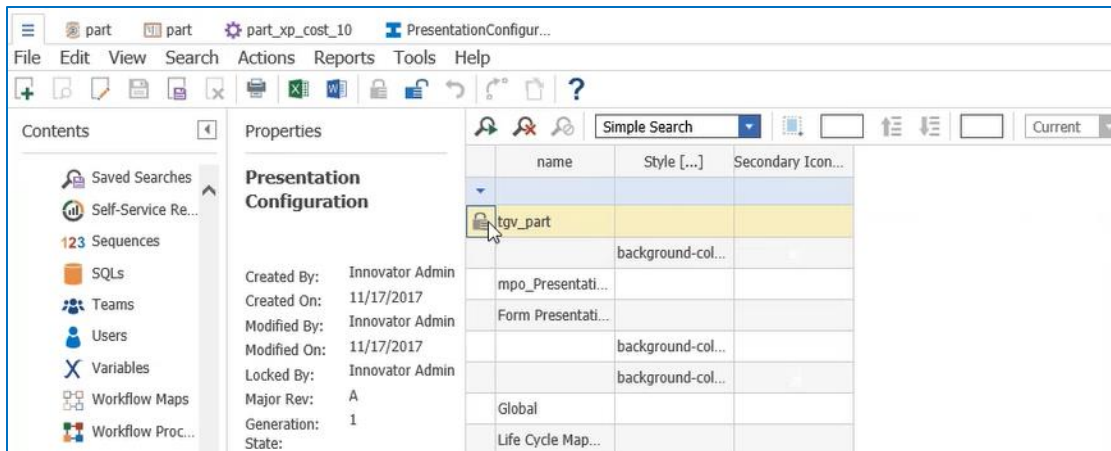 part part part_xp_cost_10 PresentationConfigur...
File Edit View Search Actions Reports Tools Help
Contents
Saved Searches
Self-Service Re...
123 Sequences
SQLs
Teams
Users
Variables
Workflow Maps
Workflow Proc...
Properties
Presentation
Configuration
Created By: Innovator Admin
Created On: 11/17/2017
Modified By: Innovator Admin
Modified On: 11/17/2017
Locked By: Innovator Admin
Major Rev: A
Generation: 1
State:
Simple Search Current
name Style [...] Secondary Icon...
tgv_part
background-col...
mpo_Presentati...
Form Presentati...
background-col...
background-col...
Global
Life Cycle Map...